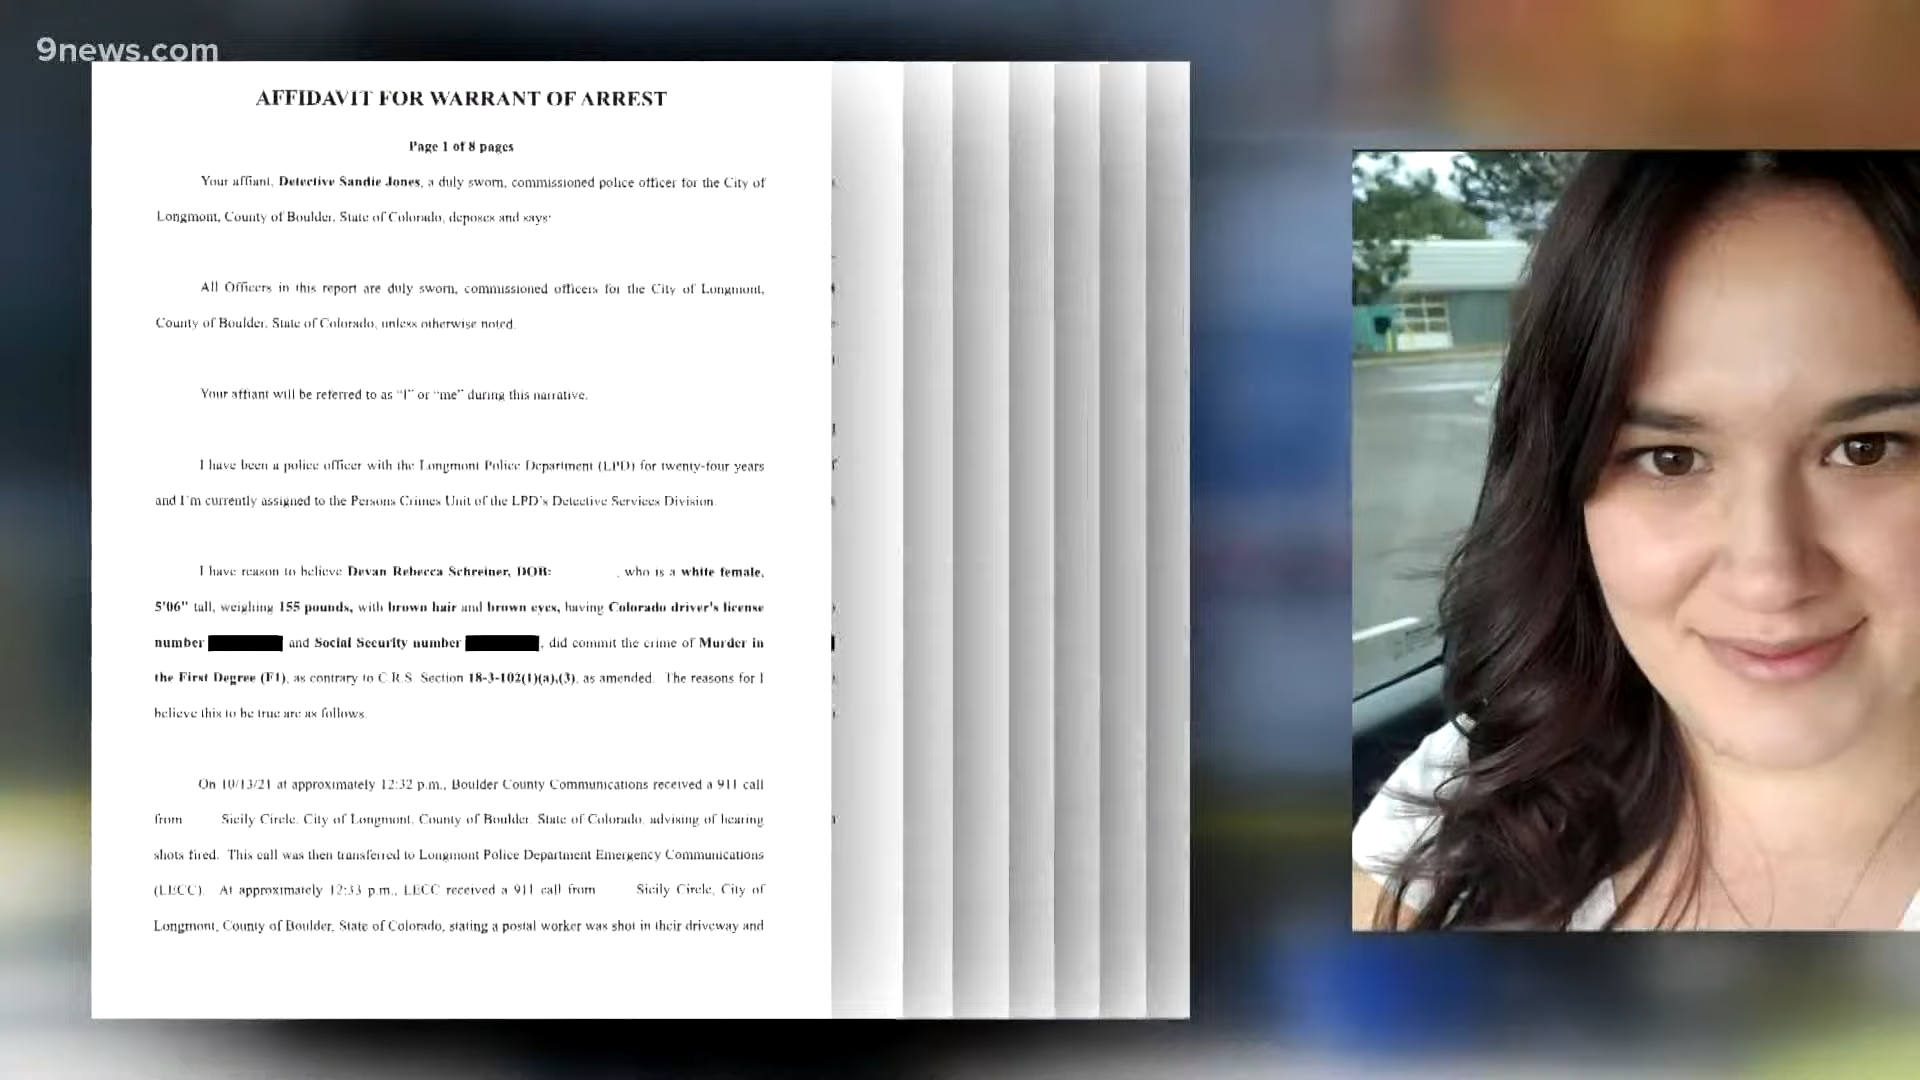 9news.com
AFFIDAVIT FOR WARRANT OF ARREST
Page 1 of 8 pages
Your affiant, Detective Sandie Jones, a duly sworn, commissioned police officer for the City of
Longmont, County of Boulder, State of Colorado, deposes and says:
All Officers in this report are duly sworn, commissioned officers for the City of Longmont,
County of Boulder, State of Colorado, unless otherwise noted.
Your affiant will be referred to as "I" or "me" during this narrative.
I have been a police officer with the Longmont Police Department (LPD) for twenty-four years
and I'm currently assigned to the Persons Crimes Unit of the LPD's Detective Services Division.
I have reason to believe Devan Rebecca Schreiner, DOB: , who is a white female,
5'06" tall, weighing 155 pounds, with brown hair and brown eyes, having Colorado driver's license
number and Social Security number , did commit the crime of Murder in
the First Degree (F1), as contrary to C.R.S. Section 18-3-102(1)(a),(3), as amended. The reasons for I
believe this to be true are as follows.
On 10/13/21 at approximately 12:32 p.m., Boulder County Communications received a 911 call
from Sicily Circle, City of Longmont, County of Boulder, State of Colorado, advising of hearing
shots fired. This call was then transferred to Longmont Police Department Emergency Communications
(LECC). At approximately 12:33 p.m., LECC received a 911 call from Sicily Circle, City of
Longmont, County of Boulder, State of Colorado, stating a postal worker was shot in their driveway and